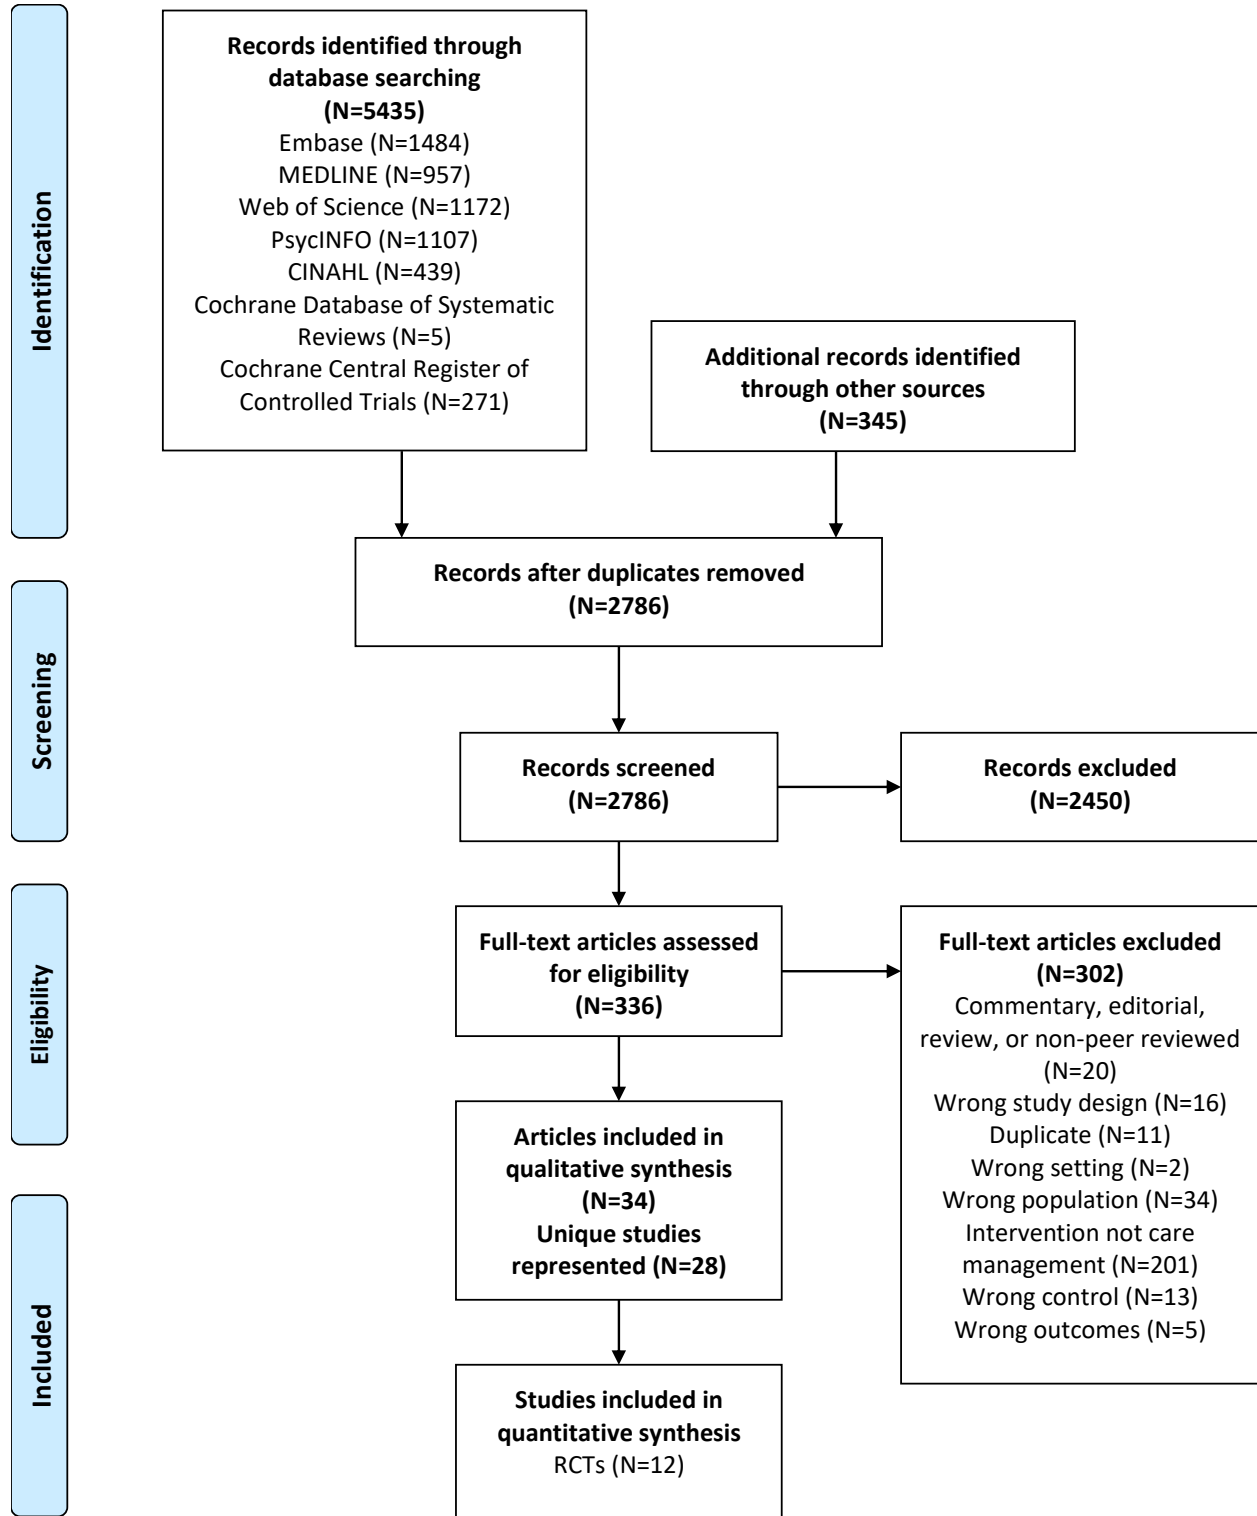 Identification
Records identified through
database searching
(N=5435)
Embase (N=1484)
MEDLINE (N=957)
Web of Science (N=1172)
PsycINFO (N=1107)
CINAHL (N=439)
Cochrane Database of Systematic
Reviews (N=5)
Cochrane Central Register of
Controlled Trials (N=271)
Additional records identified
through other sources
(N=345)
Records after duplicates removed
(N=2786)
Screening
Records screened
(N=2786)
Records excluded
(N=2450)
Eligibility
Full-text articles assessed
for eligibility
(N=336)
Full-text articles excluded
(N=302)
Commentary, editorial,
review, or non-peer reviewed
(N=20)
Wrong study design (N=16)
Duplicate (N=11)
Wrong setting (N=2)
Wrong population (N=34)
Intervention not care
management (N=201)
Wrong control (N=13)
Wrong outcomes (N=5)
Articles included in
qualitative synthesis
(N=34)
Unique studies
represented (N=28)
Included
Studies included in
quantitative synthesis
RCTs (N=12)